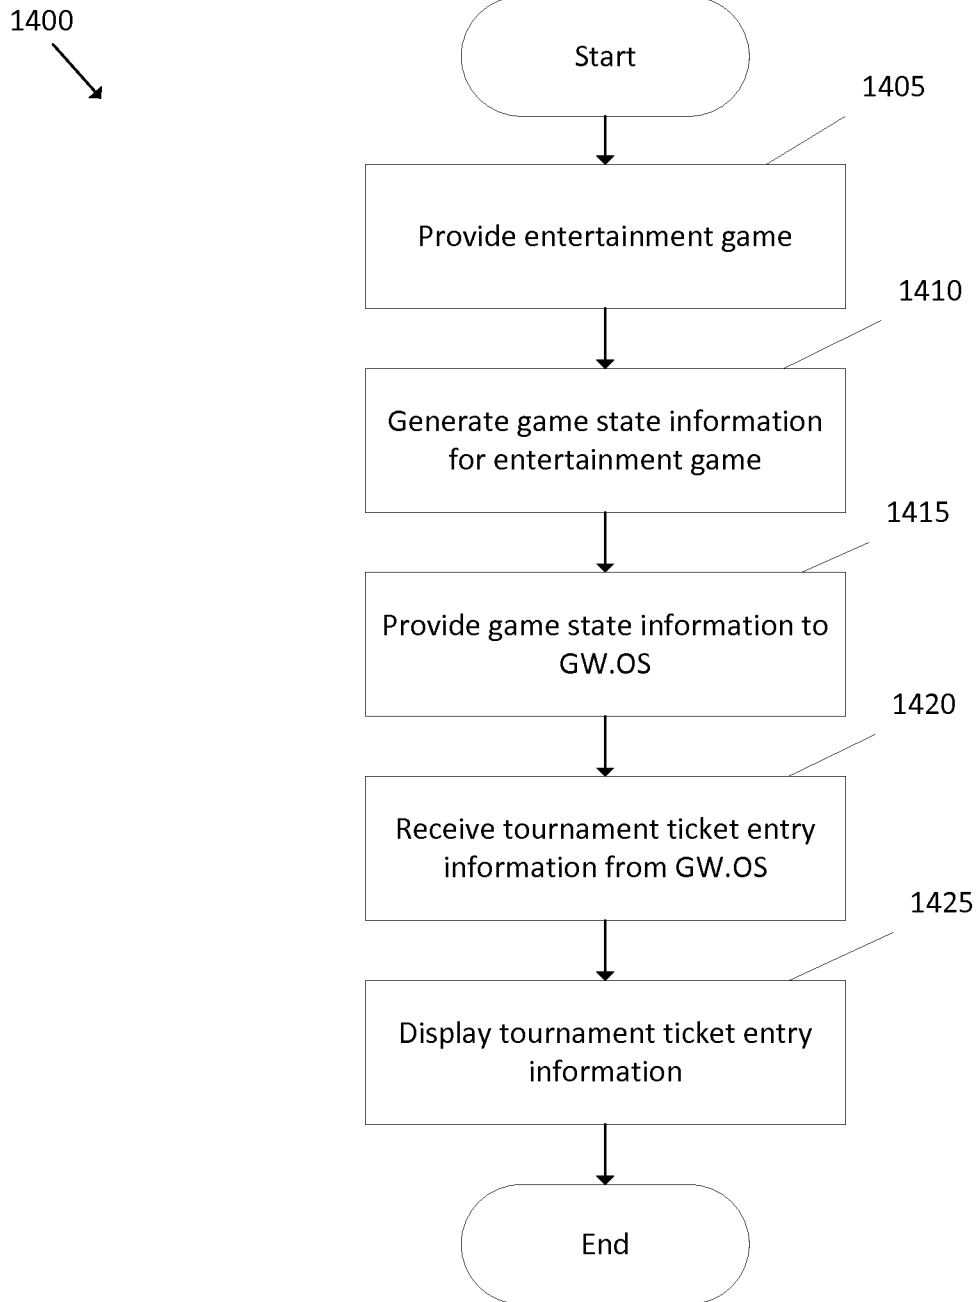 1400
Start
1405
Provide entertainment game
1410
Generate game state information
for entertainment game
1415
Provide game state information to
GW.OS
1420
Receive tournament ticket entry
information from GW.OS
1425
Display tournament ticket entry
information
End